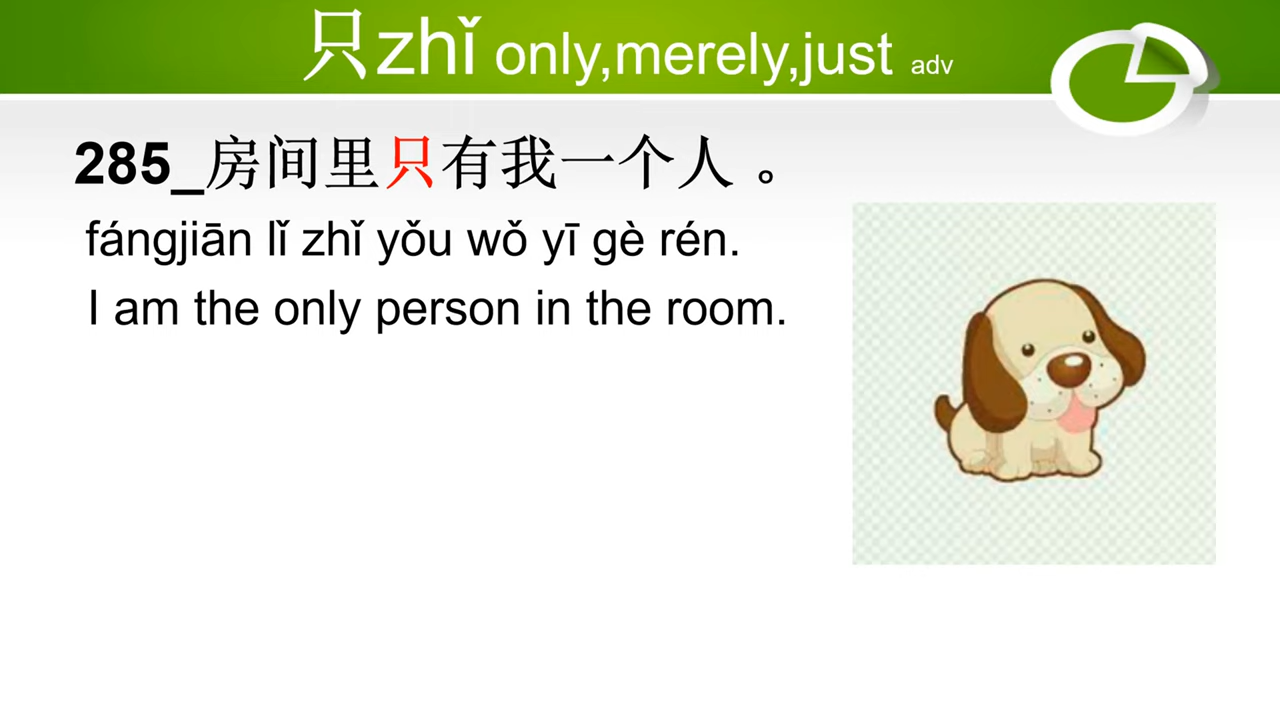 只zhǐ only,merely,just adv
285_房间里只有我一个人 。
fángjiān lǐ zhǐ yǒu wǒ yī gè rén.
I am the only person in the room.